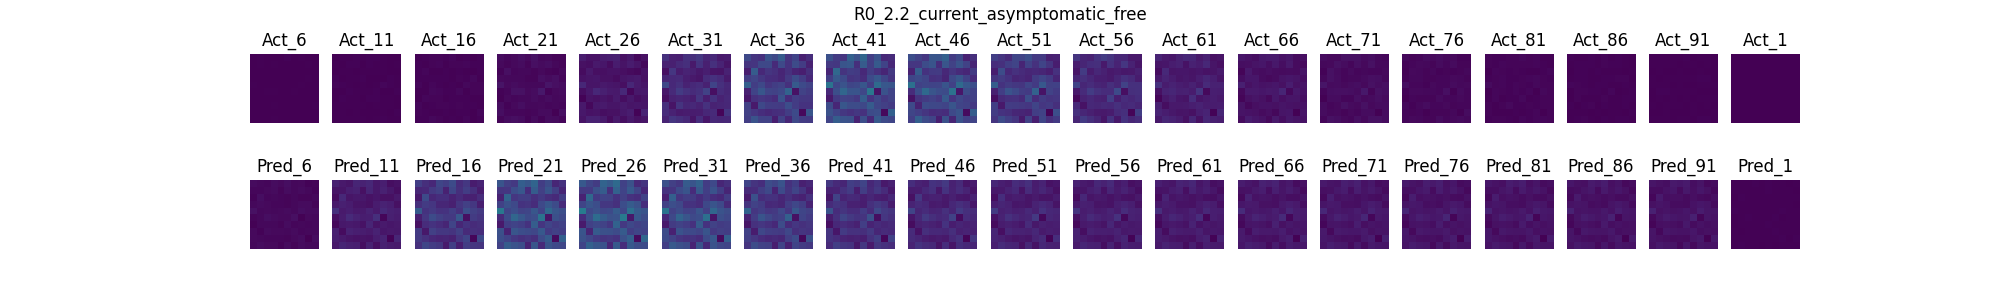 R0_2.2_current_asymptomatic_free
Act_6 Act_11 Act_16 Act_21 Act_26 Act_31 Act_36 Act_41 Act_46 Act_51 Act_56 Act_61 Act_66 Act_71 Act_76 Act_81 Act_86 Act_91 Act_1
Pred_6 Pred_11 Pred_16 Pred_21 Pred_26 Pred_31 Pred_36 Pred_41 Pred_46 Pred_51 Pred_56 Pred_61 Pred_66 Pred_71 Pred_76 Pred_81 Pred_86 Pred_91 Pred_1